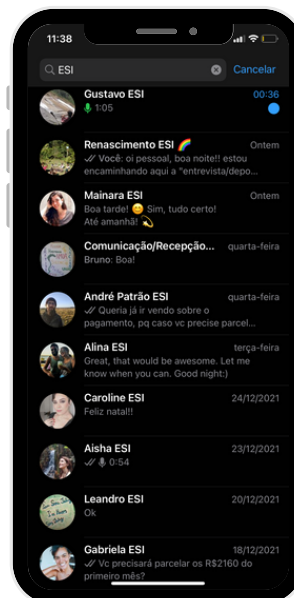 11:38
ESI
Cancelar
Gustavo ESI
00:36
1:05
Renascimento ESI 🌈
Ontem
Você: oi pessoal, boa noite!! estou
encaminhando aqui a "entrevista/depo...
Mainara ESI
Ontem
Boa tarde! 😊 Sim, tudo certo!
Até amanhã! 💫
Comunicação/Recepção...
quarta-feira
Bruno: Boa!
André Patrão ESI
quarta-feira
Queria já ir vendo sobre o
pagamento, pq caso vc precise parcel...
Alina ESI
terça-feira
Great, that would be awesome. Let me
know when you can. Good night:)
Caroline ESI
24/12/2021
Feliz natal!!
Aisha ESI
23/12/2021
0:54
Leandro ESI
20/12/2021
Ok
Gabriela ESI
18/12/2021
Vc precisará parcelar os R$2160 do
primeiro mês?